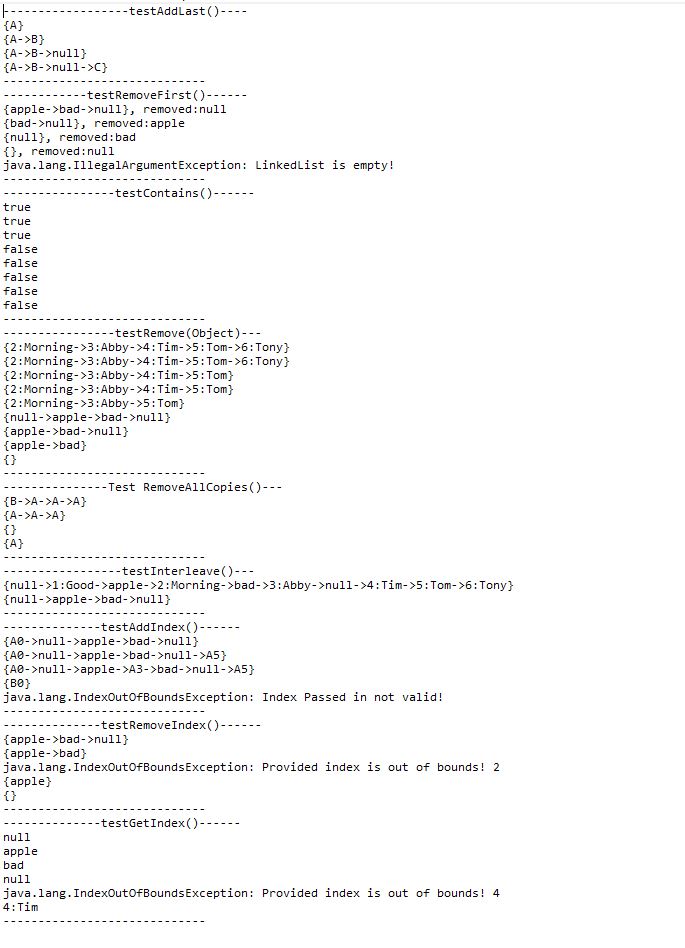 ------------------testAddLast()----
{A}
{A->B}
{A->B->null}
{A->B->null->C}
-----------------------------
------------testRemoveFirst()------
{apple->bad->null}, removed:null
{bad->null}, removed:apple
{null}, removed:bad
{}, removed:null
java.lang.IllegalArgumentException: LinkedList is empty!
-----------------------------
----------------testContains()------
true
true
true
false
false
false
false
false
-----------------------------
----------------testRemove(Object)---
{2:Morning->3:Abby->4:Tim->5:Tom->6:Tony}
{2:Morning->3:Abby->4:Tim->5:Tom->6:Tony}
{2:Morning->3:Abby->4:Tim->5:Tom}
{2:Morning->3:Abby->4:Tim->5:Tom}
{2:Morning->3:Abby->5:Tom}
{null->apple->bad->null}
{apple->bad->null}
{apple->bad}
{}
-----------------------------
---------------Test RemoveAllCopies()---
{B->A->A->A}
{A->A->A}
{}
{A}
-----------------------------
-----------------testInterleave()---
{null->1:Good->apple->2:Morning->bad->3:Abby->null->4:Tim->5:Tom->6:Tony}
{null->apple->bad->null}
-----------------------------
--------------testAddIndex()------
{A0->null->apple->bad->null}
{A0->null->apple->bad->null->A5}
{A0->null->apple->A3->bad->null->A5}
{B0}
java.lang.IndexOutOfBoundsException: Index Passed in not valid!
-----------------------------
--------------testRemoveIndex()------
{apple->bad->null}
{apple->bad}
java.lang.IndexOutOfBoundsException: Provided index is out of bounds! 2
{apple}
{}
-----------------------------
--------------testGetIndex()------
null
apple
bad
null
java.lang.IndexOutOfBoundsException: Provided index is out of bounds! 4
4:Tim
-----------------------------